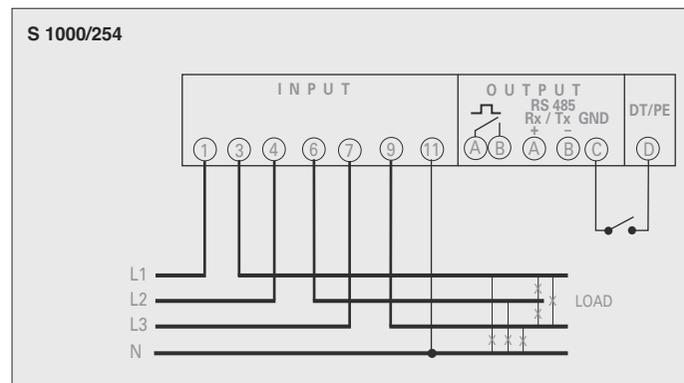 S 1000/254
INPUT
OUTPUT
RS 485
Rx / Tx GND
+ –
DT/PE
1 3 4 6 7 9 11 A B A B C D
L1
L2
LOAD
L3
N